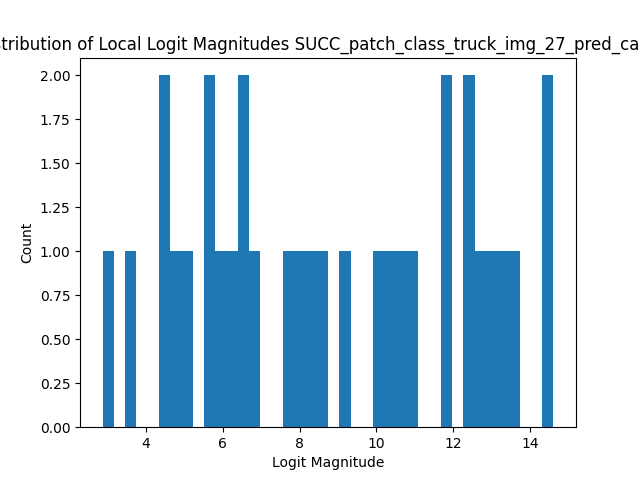 stribution of Local Logit Magnitudes SUCC_patch_class_truck_img_27_pred_ca
2.00
1.75
1.50
1.25
1.00
0.75
0.50
0.25
0.00
Count
4 6 8 10 12 14
Logit Magnitude